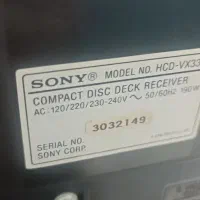 SONY® MODEL NO. HCD-VX33
COMPACT DISC DECK RECEIVER
AC: 120/220/230-240V ~ 50/60HZ 190W
3032149
SERIAL NO.
SONY CORP.